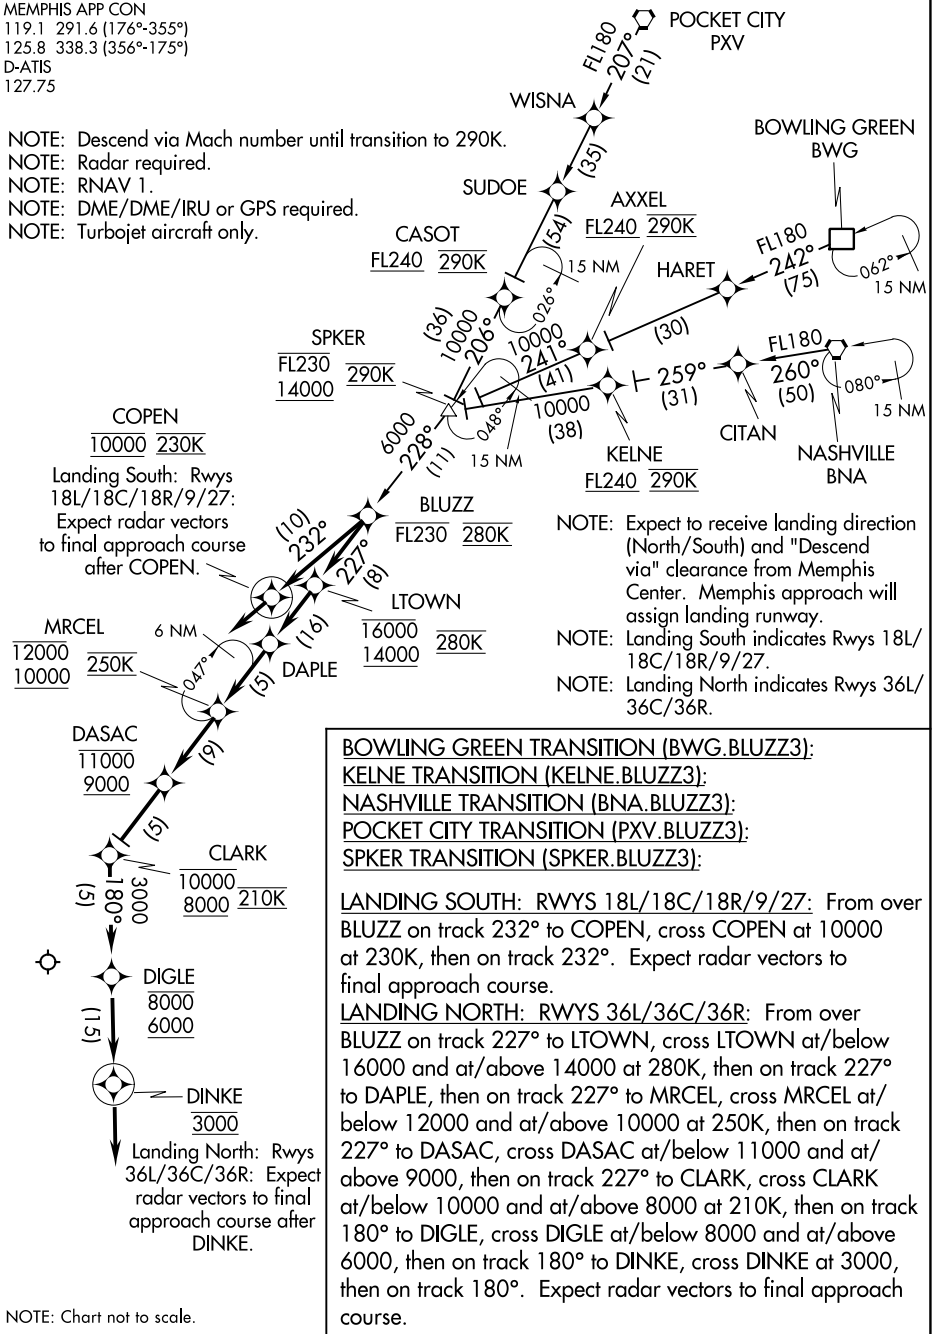 MEMPHIS APP CON
119.1 291.6 (176°-355°)
125.8 338.3 (356°-175°)
D-ATIS
127.75
NOTE: Descend via Mach number until transition to 290K.
NOTE: Radar required.
NOTE: RNAV 1.
NOTE: DME/DME/IRU or GPS required.
NOTE: Turbojet aircraft only.
POCKET CITY
PXV
FL180
207°
(21)
WISNA
(35)
SUDOE
(54)
BOWLING GREEN
BWG
FL180
242°
(75)
062°
15 NM
HARET
(30)
AXXEL
FL240 290K
CASOT
FL240 290K
15 NM
026°
(36)
10000
206°
10000
241°
(41)
SPKER
FL230
14000
290K
048°
15 NM
FL180
260°
(50)
080°
15 NM
NASHVILLE
BNA
CITAN
259°
(31)
KELNE
FL240 290K
10000
(38)
6000
228°
(11)
BLUZZ
FL230 280K
COPEN
10000 230K
Landing South: Rwys
18L/18C/18R/9/27:
Expect radar vectors
to final approach course
after COPEN.
(10)
232°
227°
(8)
LTOWN
16000
14000
280K
(16)
DAPLE
6 NM
047°
(5)
MRCEL
12000
10000
250K
(9)
DASAC
11000
9000
(5)
CLARK
10000
8000
210K
3000
180°
(5)
DIGLE
8000
6000
(15)
DINKE
3000
Landing North: Rwys
36L/36C/36R: Expect
radar vectors to final
approach course after
DINKE.
NOTE: Expect to receive landing direction
(North/South) and "Descend
via" clearance from Memphis
Center. Memphis approach will
assign landing runway.
NOTE: Landing South indicates Rwys 18L/
18C/18R/9/27.
NOTE: Landing North indicates Rwys 36L/
36C/36R.
BOWLING GREEN TRANSITION (BWG.BLUZZ3):
KELNE TRANSITION (KELNE.BLUZZ3):
NASHVILLE TRANSITION (BNA.BLUZZ3):
POCKET CITY TRANSITION (PXV.BLUZZ3):
SPKER TRANSITION (SPKER.BLUZZ3):
LANDING SOUTH: RWYS 18L/18C/18R/9/27: From over
BLUZZ on track 232° to COPEN, cross COPEN at 10000
at 230K, then on track 232°. Expect radar vectors to
final approach course.
LANDING NORTH: RWYS 36L/36C/36R: From over
BLUZZ on track 227° to LTOWN, cross LTOWN at/below
16000 and at/above 14000 at 280K, then on track 227°
to DAPLE, then on track 227° to MRCEL, cross MRCEL at/
below 12000 and at/above 10000 at 250K, then on track
227° to DASAC, cross DASAC at/below 11000 and at/
above 9000, then on track 227° to CLARK, cross CLARK
at/below 10000 and at/above 8000 at 210K, then on track
180° to DIGLE, cross DIGLE at/below 8000 and at/above
6000, then on track 180° to DINKE, cross DINKE at 3000,
then on track 180°. Expect radar vectors to final approach
course.
NOTE: Chart not to scale.